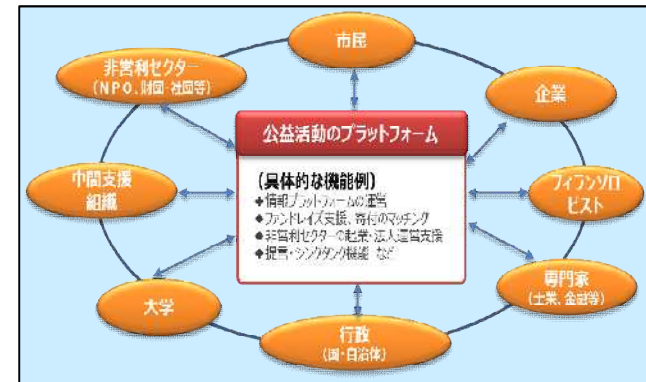 市民
非営利セクター
(NPO、財団・社団等)
企業
公益活動のプラットフォーム
(具体的な機能例)
◆情報プラットフォームの運営
◆ファンドレイズ支援、寄付のマッチング
◆非営利セクターの起業・法人運営支援
◆提言・シンクタンク機能 など
中間支援
組織
フィランソロ
ピスト
大学
専門家
(士業、金融等)
行政
(国・自治体)